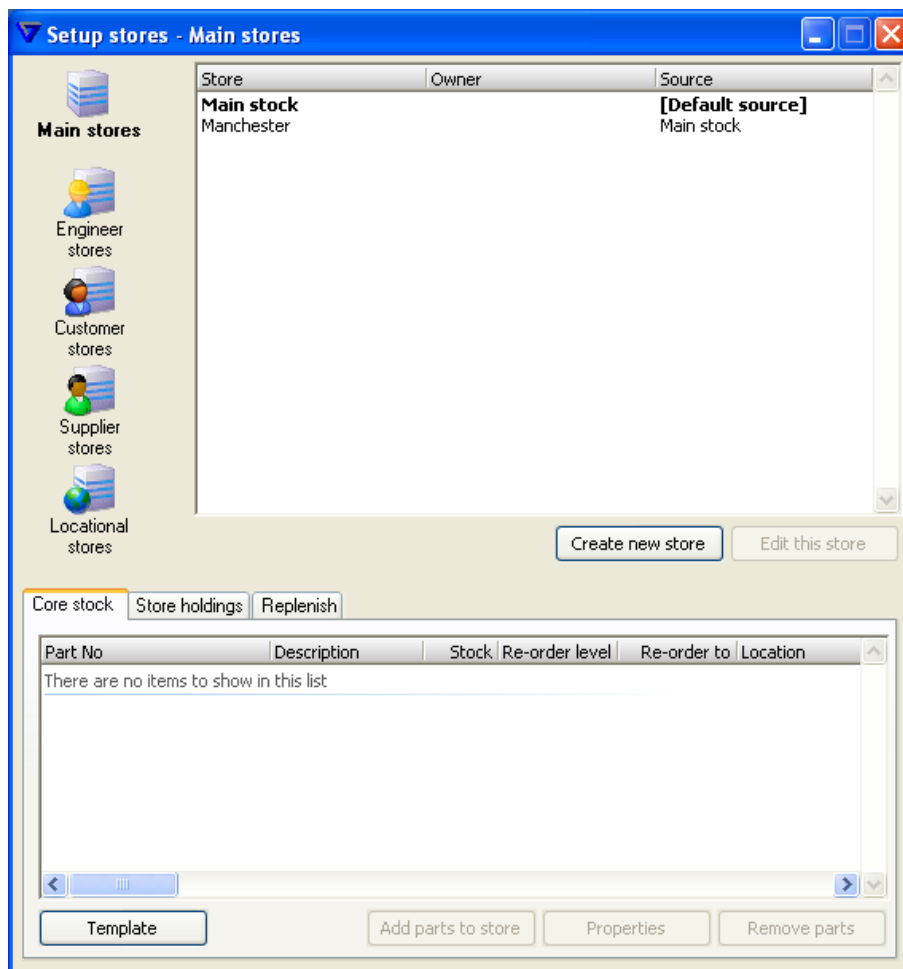 Setup stores - Main stores
Main stores
Engineer
stores
Customer
stores
Supplier
stores
Locational
stores
Store Owner Source
Main stock [Default source]
Manchester Main stock
Create new store Edit this store
Core stock Store holdings Replenish
Part No Description Stock Re-order level Re-order to Location
There are no items to show in this list
Template Add parts to store Properties Remove parts